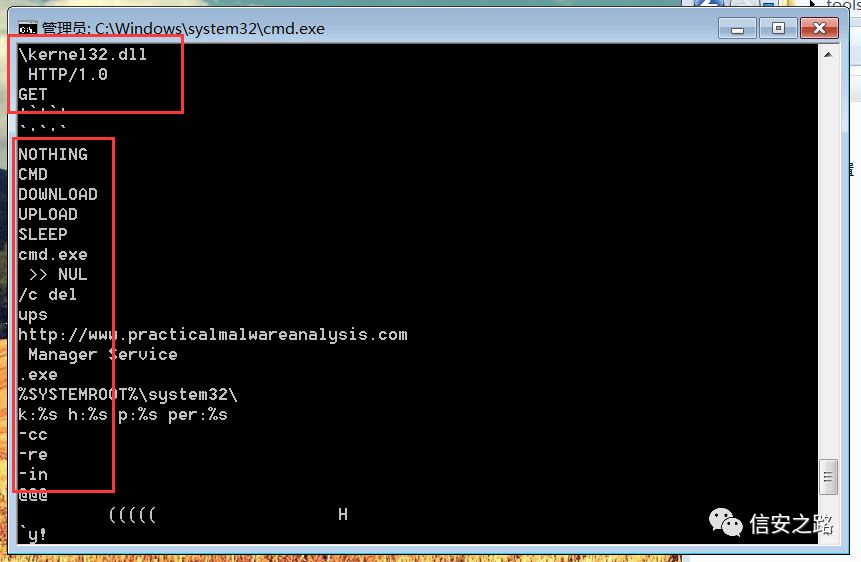 tools
管理员: C:\Windows\system32\cmd.exe
\kernel32.dll
HTTP/1.0
GET
'`'`'
`'`'`
NOTHING
CMD
DOWNLOAD
UPLOAD
SLEEP
cmd.exe
>> NUL
/c del
ups
http://www.practicalmalwareanalysis.com
Manager Service
.exe
%SYSTEMROOT%\system32\
k:%s h:%s p:%s per:%s
-cc
-re
-in
@@@
((((( H
`y!
信安之路